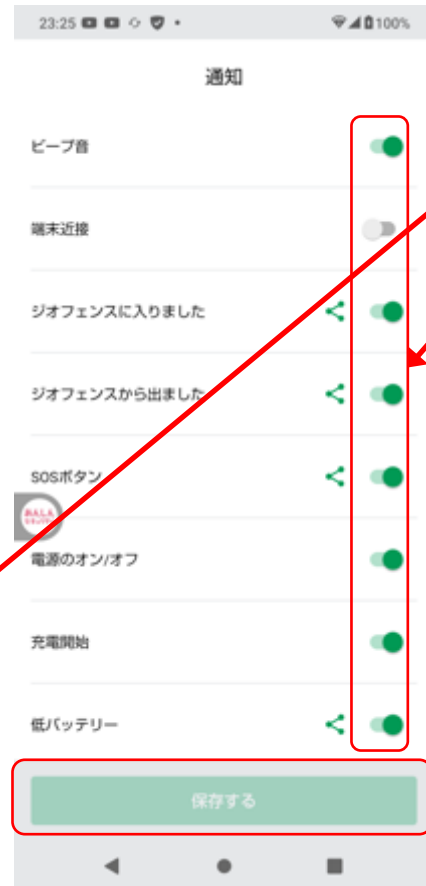 23:25
100%
通知
ビープ音
端末近接
ジオフェンスに入りました
ジオフェンスから出ました
SOSボタン
電源のオン/オフ
充電開始
低バッテリー
保存する